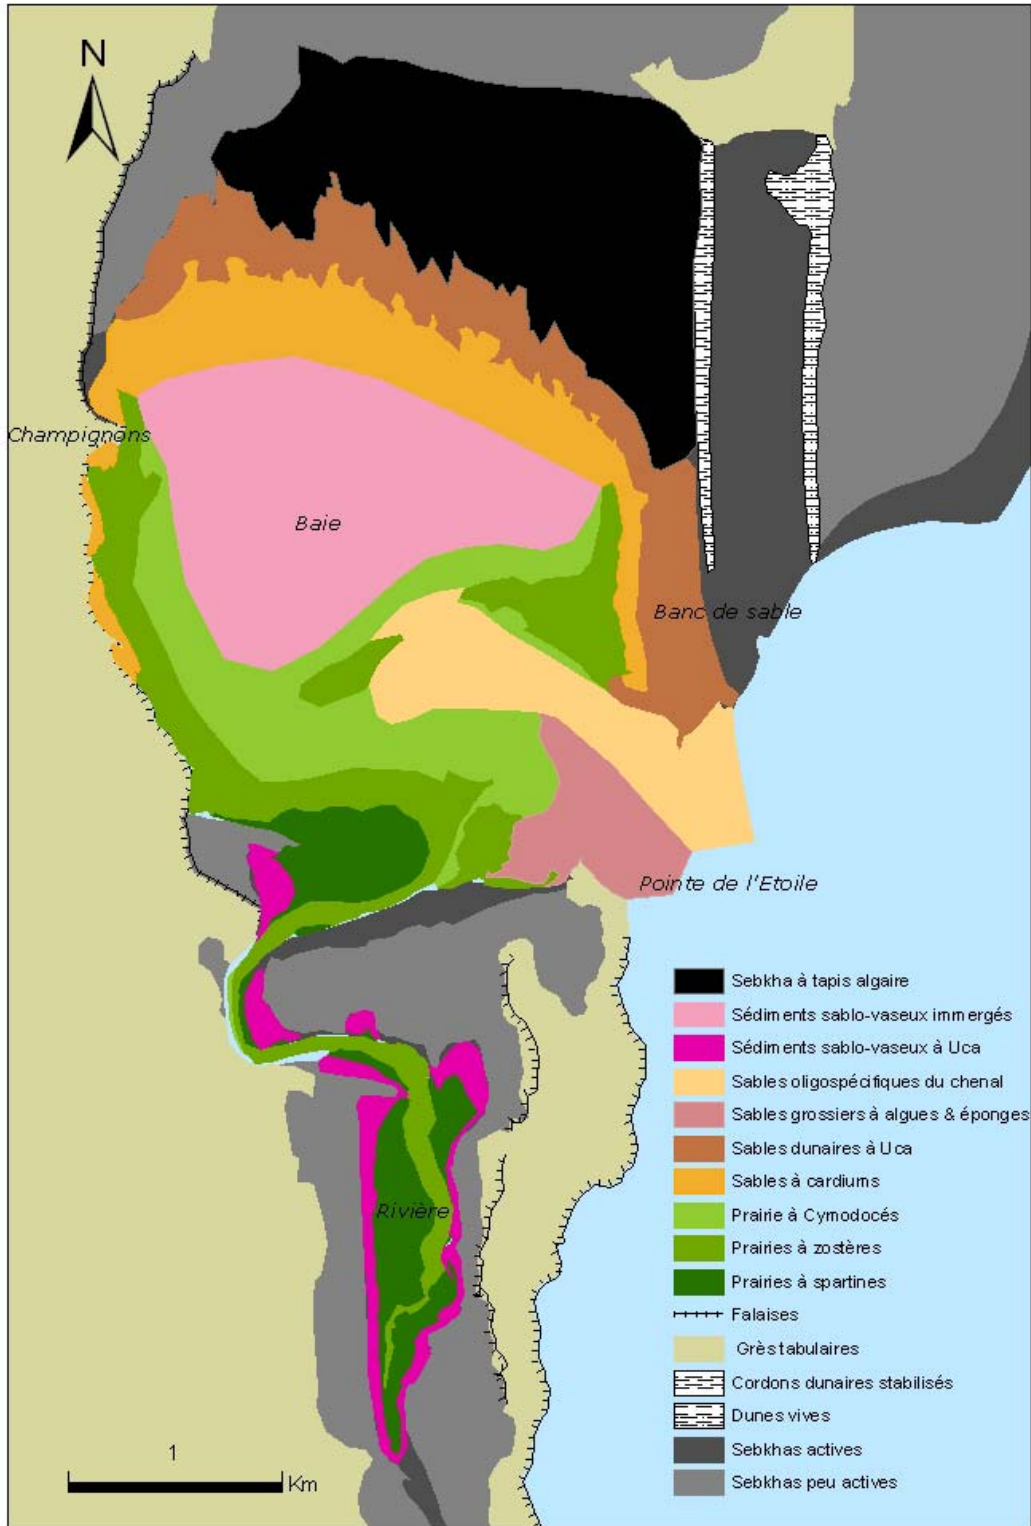 N
Champignons
Baie
Banc de sable
Pointe de l'Etoile
Rivière
Sebkha à tapis algaire
Sédiments sablo-vaseux immergés
Sédiments sablo-vaseux à Uca
Sables oligospécifiques du chenal
Sables grossiers à algues & éponges
Sables dunaires à Uca
Sables à cardiums
Prairie à Cymodocés
Prairies à zostères
Prairies à spartines
Falaises
Grès tabulaires
Cordons dunaires stabilisés
Dunes vives
Sebkhas actives
Sebkhas peu actives
1
Km